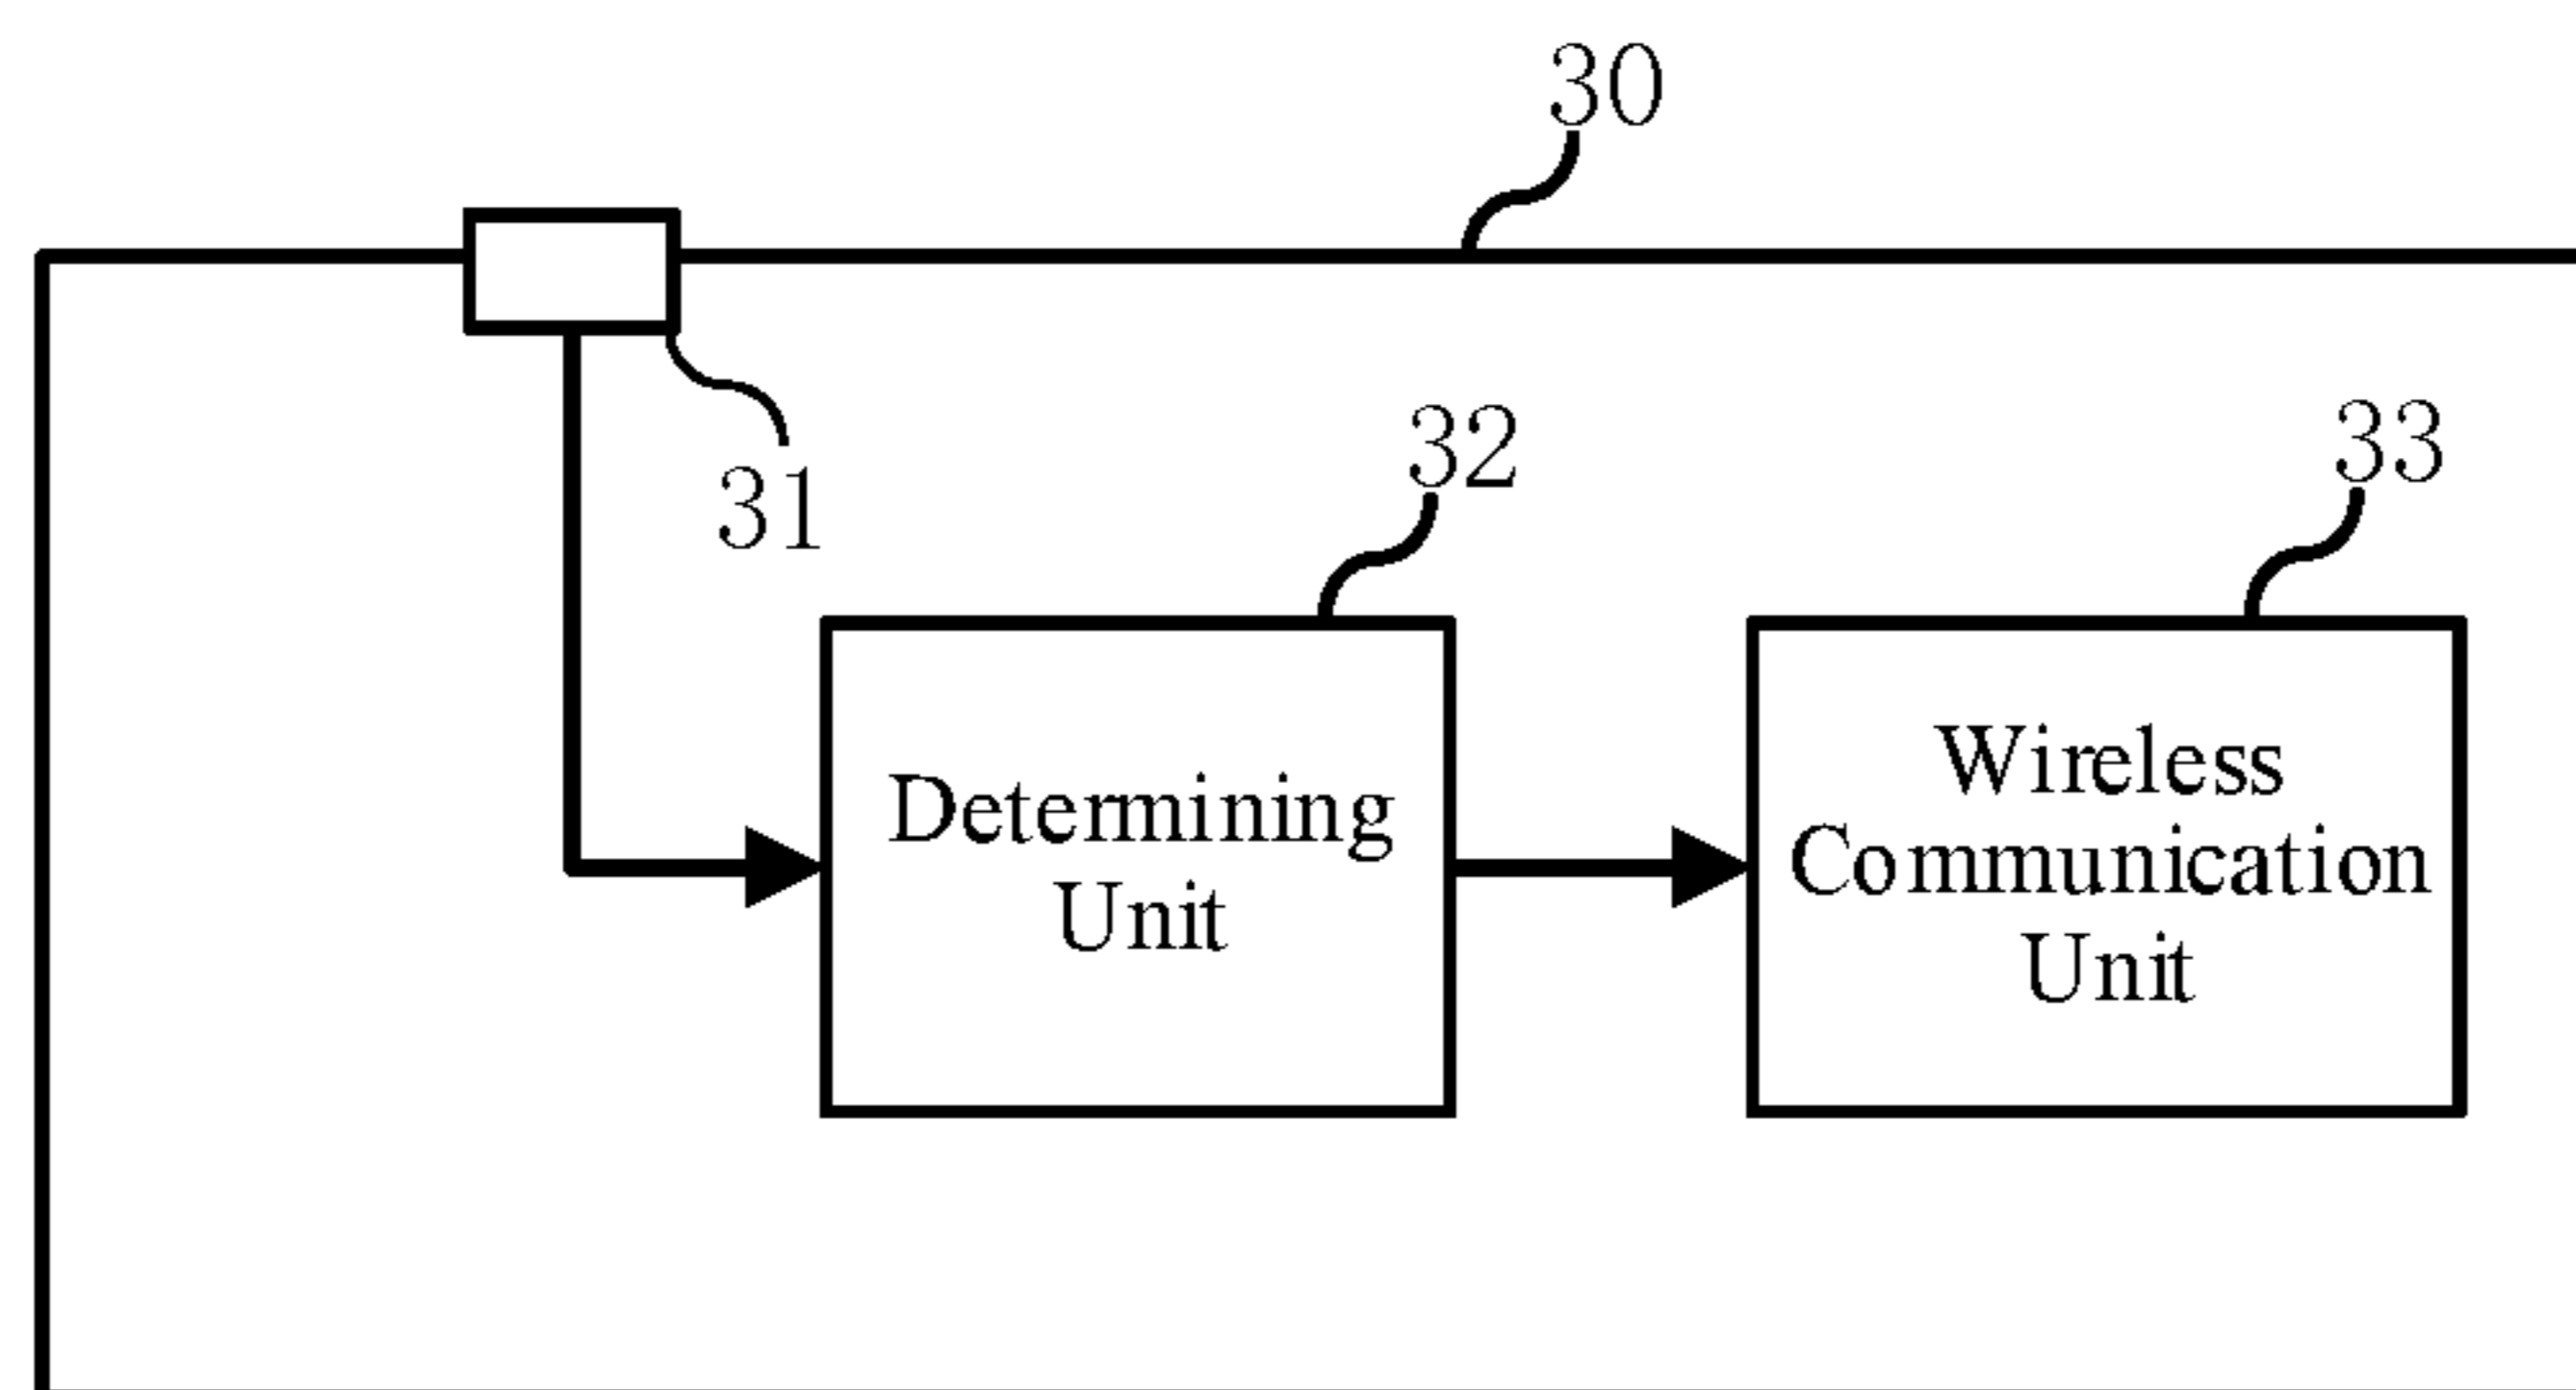 30
31
32
33
Determining
Unit
Wireless
Communication
Unit